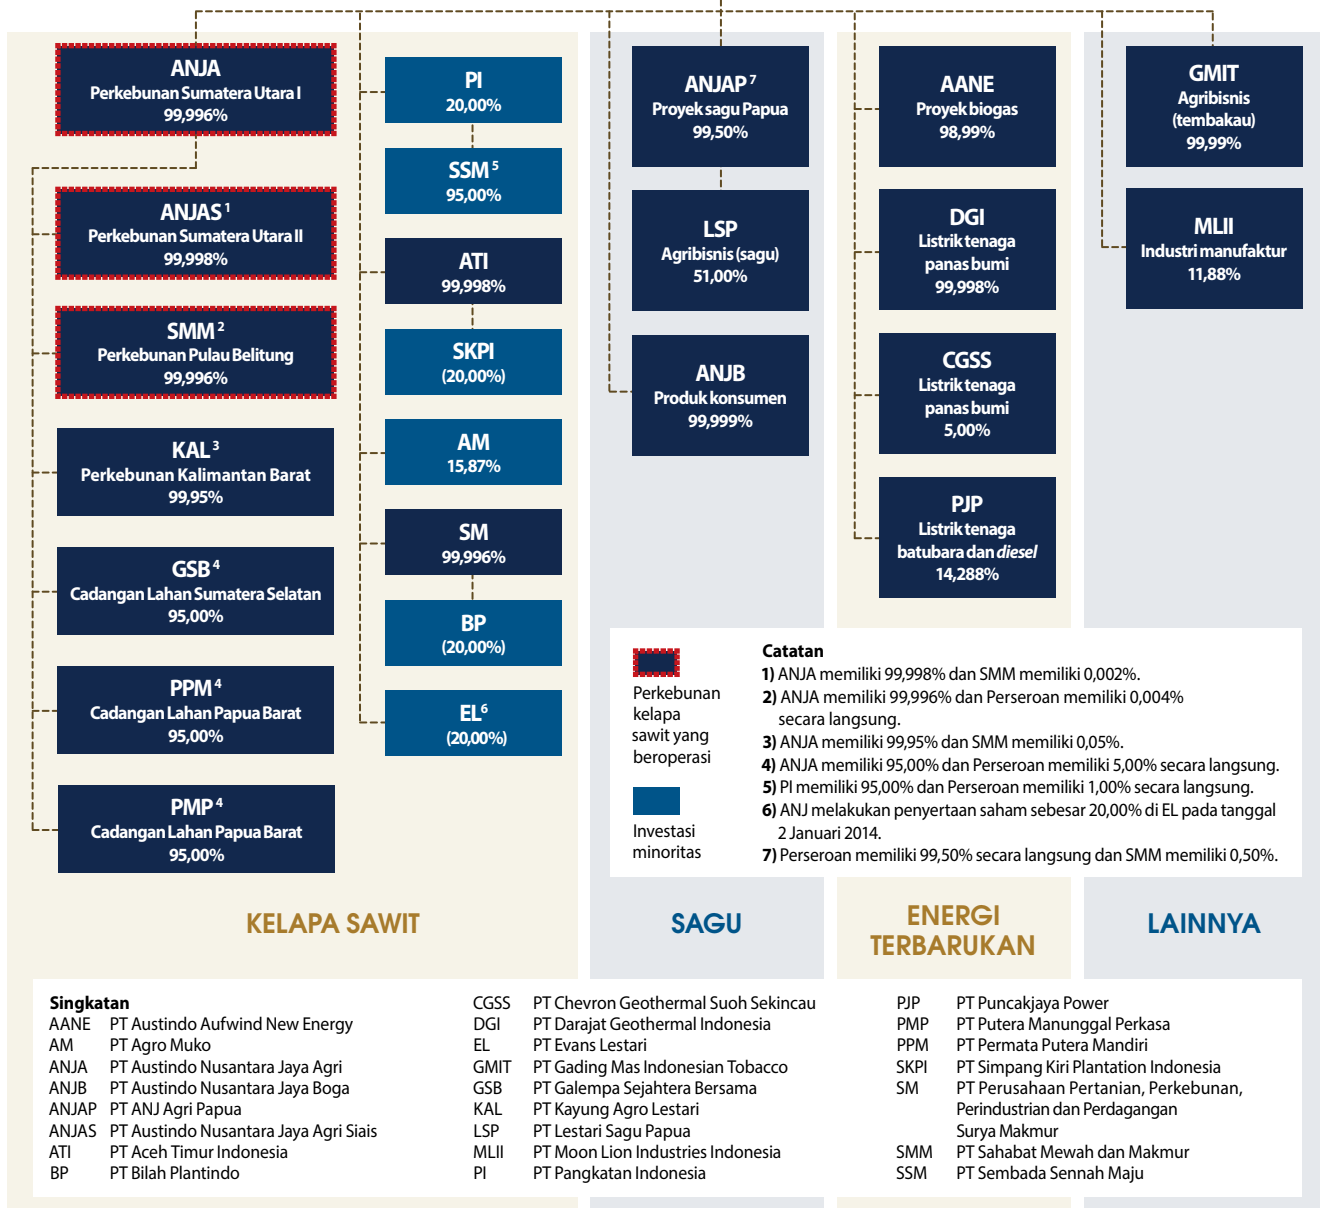 ANJA
Perkebunan Sumatera Utara I
99,996%
ANJAS 1
Perkebunan Sumatera Utara II
99,998%
SMM 2
Perkebunan Pulau Belitung
99,996%
KAL 3
Perkebunan Kalimantan Barat
99,95%
GSB 4
Cadangan Lahan Sumatera Selatan
95,00%
PPM 4
Cadangan Lahan Papua Barat
95,00%
PMP 4
Cadangan Lahan Papua Barat
95,00%
PI
20,00%
SSM 5
95,00%
ATI
99,998%
SKPI
(20,00%)
AM
15,87%
SM
99,996%
BP
(20,00%)
EL6
(20,00%)
ANJAP 7
Proyek sagu Papua
99,50%
LSP
Agribisnis (sagu)
51,00%
ANJB
Produk konsumen
99,999%
AANE
Proyek biogas
98,99%
DGI
Listrik tenaga
panas bumi
99,998%
CGSS
Listrik tenaga
panas bumi
5,00%
PJP
Listrik tenaga
batubara dan diesel
14,288%
GMIT
Agribisnis
(tembakau)
99,99%
MLII
Industri manufaktur
11,88%
Perkebunan
kelapa
sawit yang
beroperasi
Investasi
minoritas
Catatan
1) ANJA memiliki 99,998% dan SMM memiliki 0,002%.
2) ANJA memiliki 99,996% dan Perseroan memiliki 0,004%
secara langsung.
3) ANJA memiliki 99,95% dan SMM memiliki 0,05%.
4) ANJA memiliki 95,00% dan Perseroan memiliki 5,00% secara langsung.
5) PI memiliki 95,00% dan Perseroan memiliki 1,00% secara langsung.
6) ANJ melakukan penyertaan saham sebesar 20,00% di EL pada tanggal
2 Januari 2014.
7) Perseroan memiliki 99,50% secara langsung dan SMM memiliki 0,50%.
KELAPA SAWIT
SAGU
ENERGI
TERBARUKAN
LAINNYA
Singkatan
AANE PT Austindo Aufwind New Energy
AM PT Agro Muko
ANJA PT Austindo Nusantara Jaya Agri
ANJB PT Austindo Nusantara Jaya Boga
ANJAP PT ANJ Agri Papua
ANJAS PT Austindo Nusantara Jaya Agri Siais
ATI PT Aceh Timur Indonesia
BP PT Bilah Plantindo
CGSS PT Chevron Geothermal Suoh Sekincau
DGI PT Darajat Geothermal Indonesia
EL PT Evans Lestari
GMIT PT Gading Mas Indonesian Tobacco
GSB PT Galempa Sejahtera Bersama
KAL PT Kayung Agro Lestari
LSP PT Lestari Sagu Papua
MLII PT Moon Lion Industries Indonesia
PI PT Pangkatan Indonesia
PJP PT Puncakjaya Power
PMP PT Putera Manunggal Perkasa
PPM PT Permata Putera Mandiri
SKPI PT Simpang Kiri Plantation Indonesia
SM PT Perusahaan Pertanian, Perkebunan,
Perindustrian dan Perdagangan
Surya Makmur
SMM PT Sahabat Mewah dan Makmur
SSM PT Sembada Sennah Maju